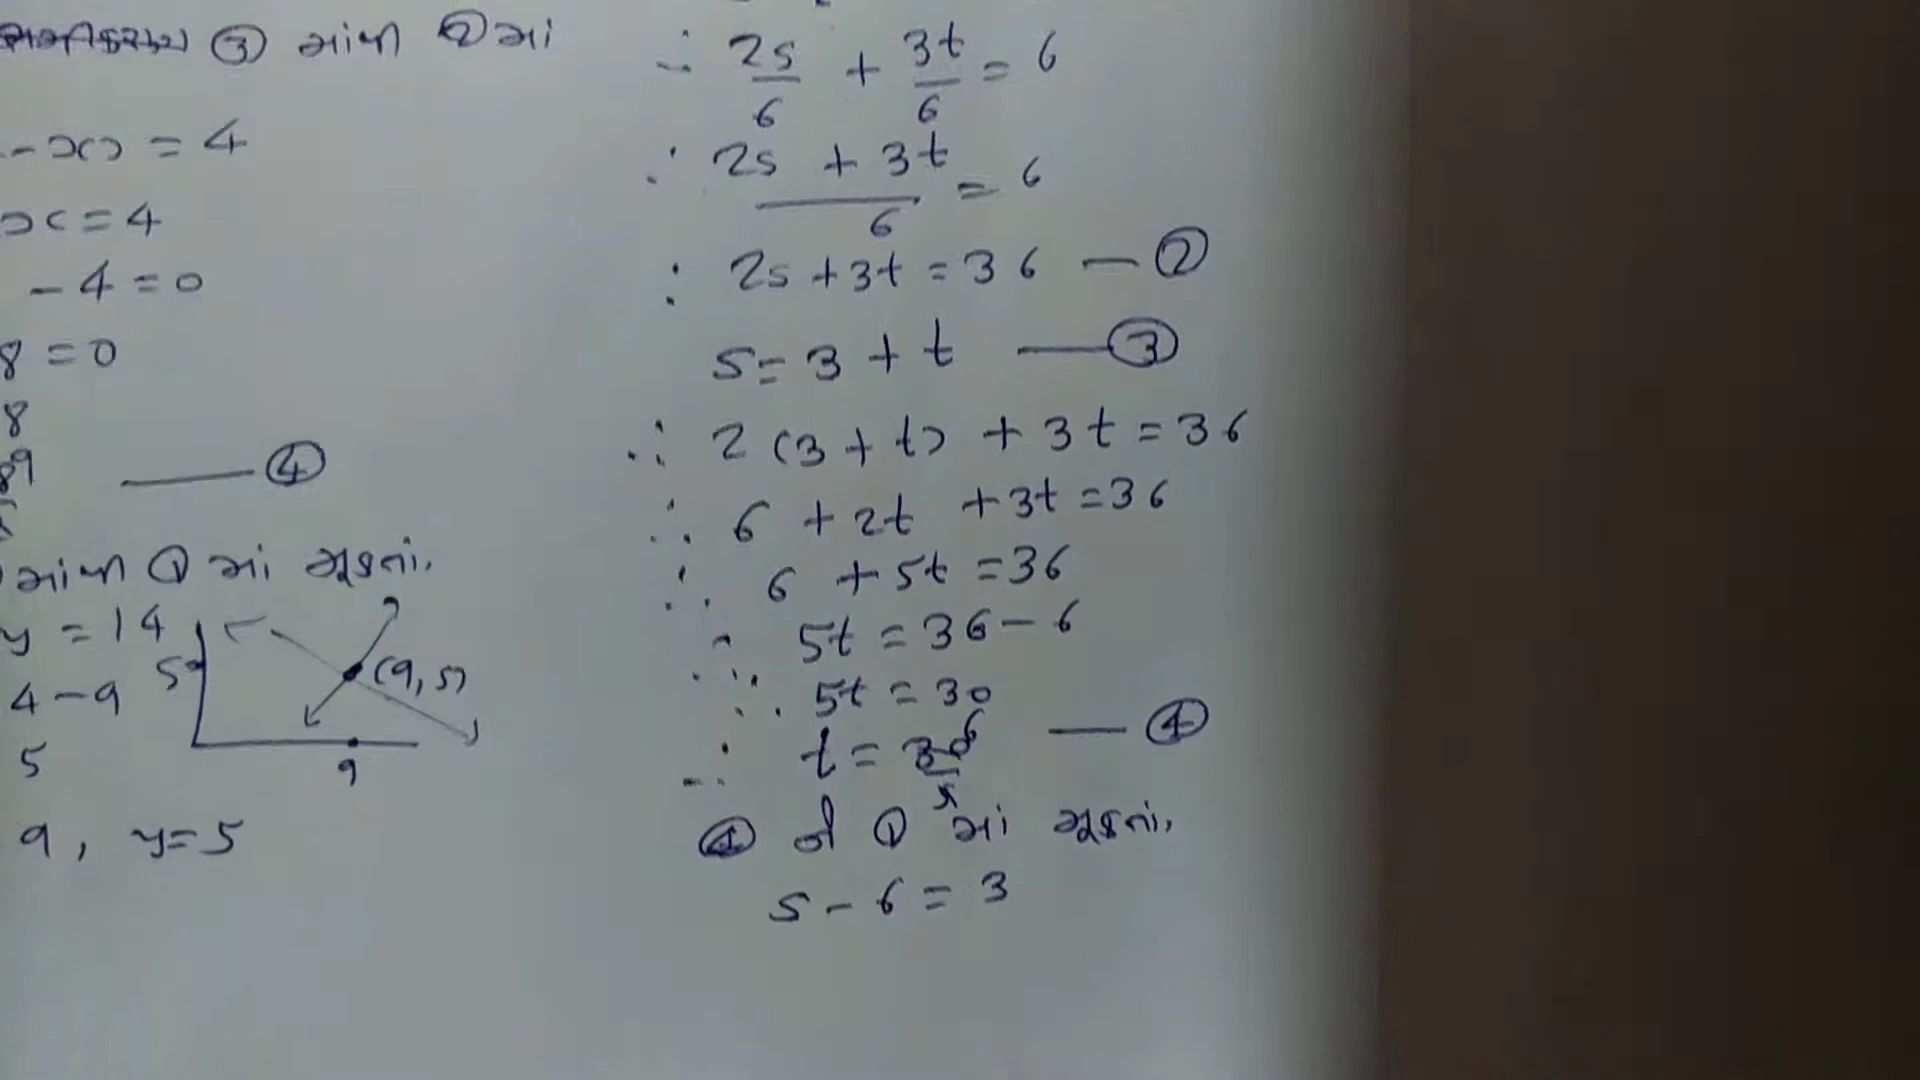 સમીકરણ ③ માંથી ② માં
-x) = 4
x = 4
- 4 = 0
8 = 0
8
—— ④
માંથી ① માં મૂકતાં,
y = 14
4 - 9
5
9, y = 5
5
(9, 5)
9
∴ 2s/6 + 3t/6 = 6
∴ (2s + 3t)/6 = 6
∴ 2s + 3t = 36 — ②
s = 3 + t —— ③
∴ 2 (3 + t) + 3t = 36
∴ 6 + 2t + 3t = 36
∴ 6 + 5t = 36
∴ 5t = 36 - 6
∴ 5t = 30
∴ t = 30/5 6 — ④
④ ને ① માં મૂકતાં,
s - 6 = 3